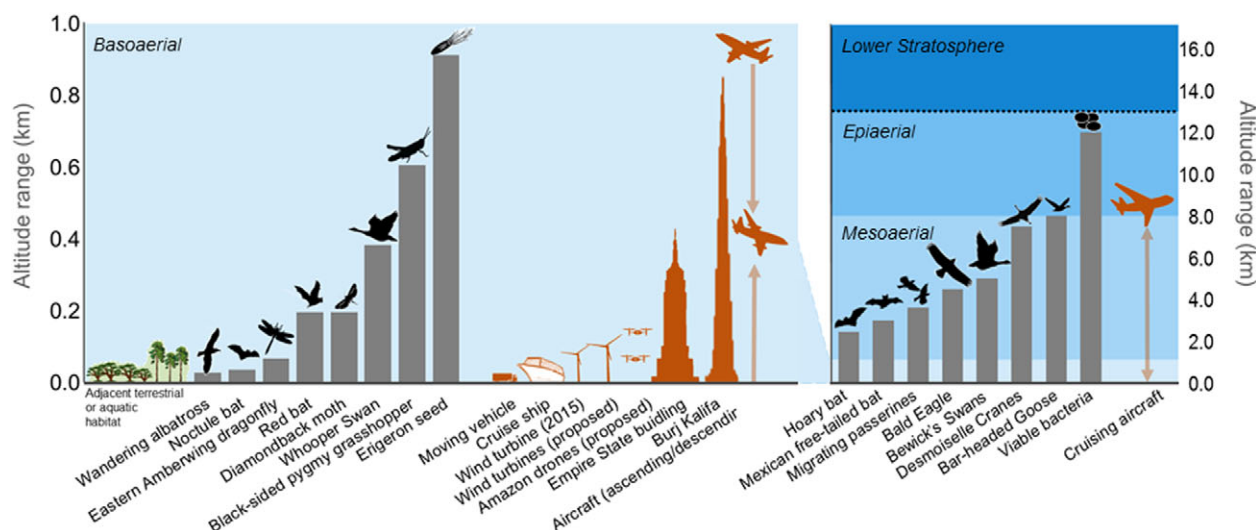 Altitude range (km)
1.0
0.8
0.6
0.4
0.2
0.0
Basoaerial
Adjacent terrestrial
or aquatic
habitat
Wandering albatross
Noctule bat
Eastern Amberwing dragonfly
Red bat
Diamondback moth
Whooper Swan
Black-sided pygmy grasshopper
Erigeron seed
Moving vehicle
Cruise ship
Wind turbine (2015)
Wind turbines (proposed)
Amazon drones (proposed)
Empire State buidling
Burj Kalifa
Aircraft (ascending/descendir
Lower Stratosphere
Epiaerial
Mesoaerial
Hoary bat
Mexican free-tailed bat
Migrating passerines
Bald Eagle
Bewick's Swans
Desmoiselle Cranes
Bar-headed Goose
Viable bacteria
Cruising aircraft
16.0
14.0
12.0
10.0
8.0
6.0
4.0
2.0
0.0
Altitude range (km)